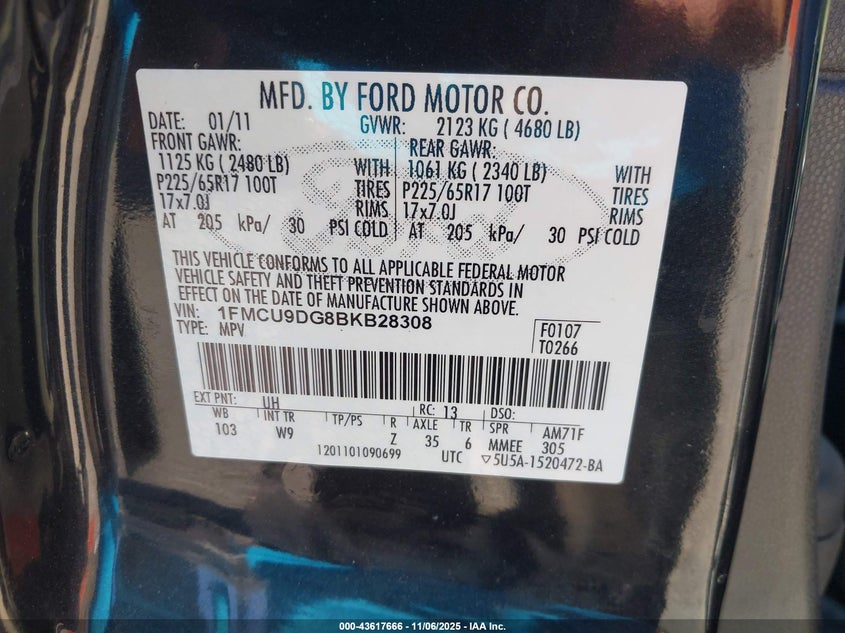 MFD. BY FORD MOTOR CO.
DATE: 01/11 GVWR: 2123 KG ( 4680 LB)
FRONT GAWR: REAR GAWR:
1125 KG ( 2480 LB) WITH 1061 KG ( 2340 LB) WITH
P225/65R17 100T TIRES P225/65R17 100T TIRES
17x7.0J RIMS 17x7.0J RIMS
AT 205 kPa/ 30 PSI COLD AT 205 kPa/ 30 PSI COLD
THIS VEHICLE CONFORMS TO ALL APPLICABLE FEDERAL MOTOR
VEHICLE SAFETY AND THEFT PREVENTION STANDARDS IN
EFFECT ON THE DATE OF MANUFACTURE SHOWN ABOVE.
VIN: 1FMCU9DG8BKB28308
TYPE: MPV
F0107
T0266
EXT PNT: UH RC: 13 DSO:
WB INT TR TP/PS R AXLE TR SPR AM71F
103 W9 Z 35 6 MMEE 305
1201101090699 UTC ▽5U5A-1520472-BA
000-43617666 - 11/06/2025 - IAA Inc.